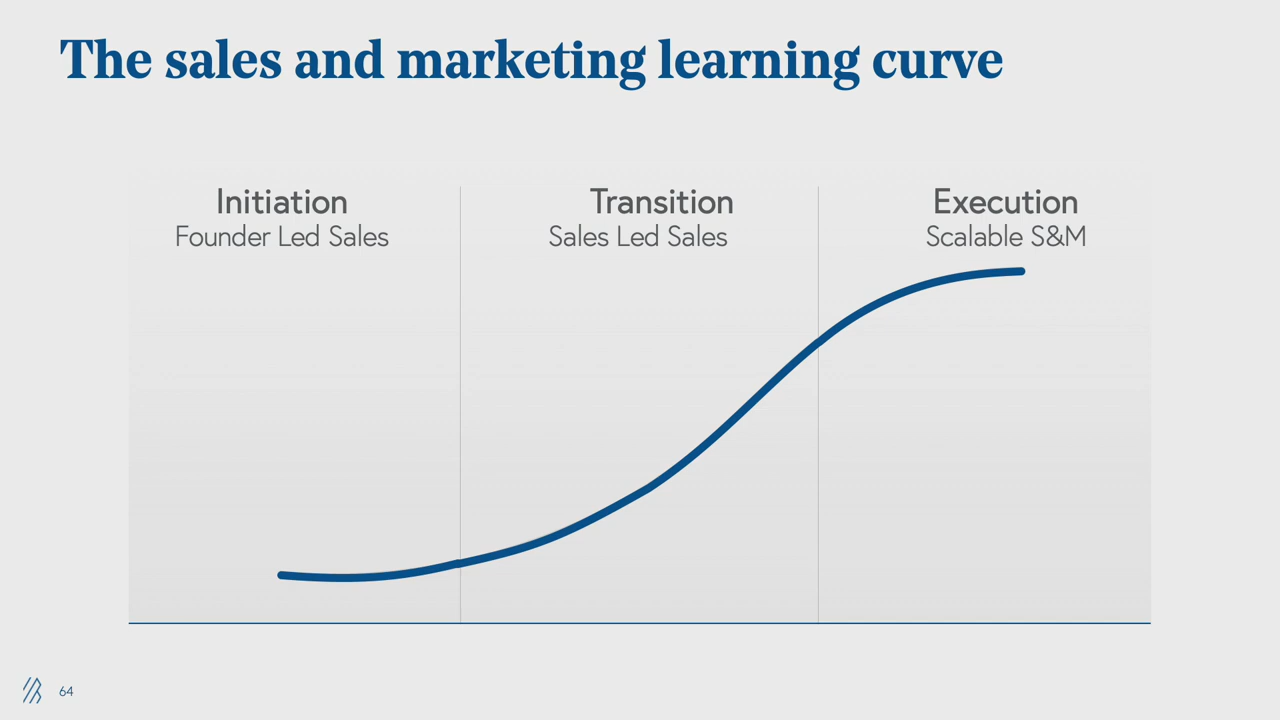 The sales and marketing learning curve
Initiation
Founder Led Sales
Transition
Sales Led Sales
Execution
Scalable S&M
64